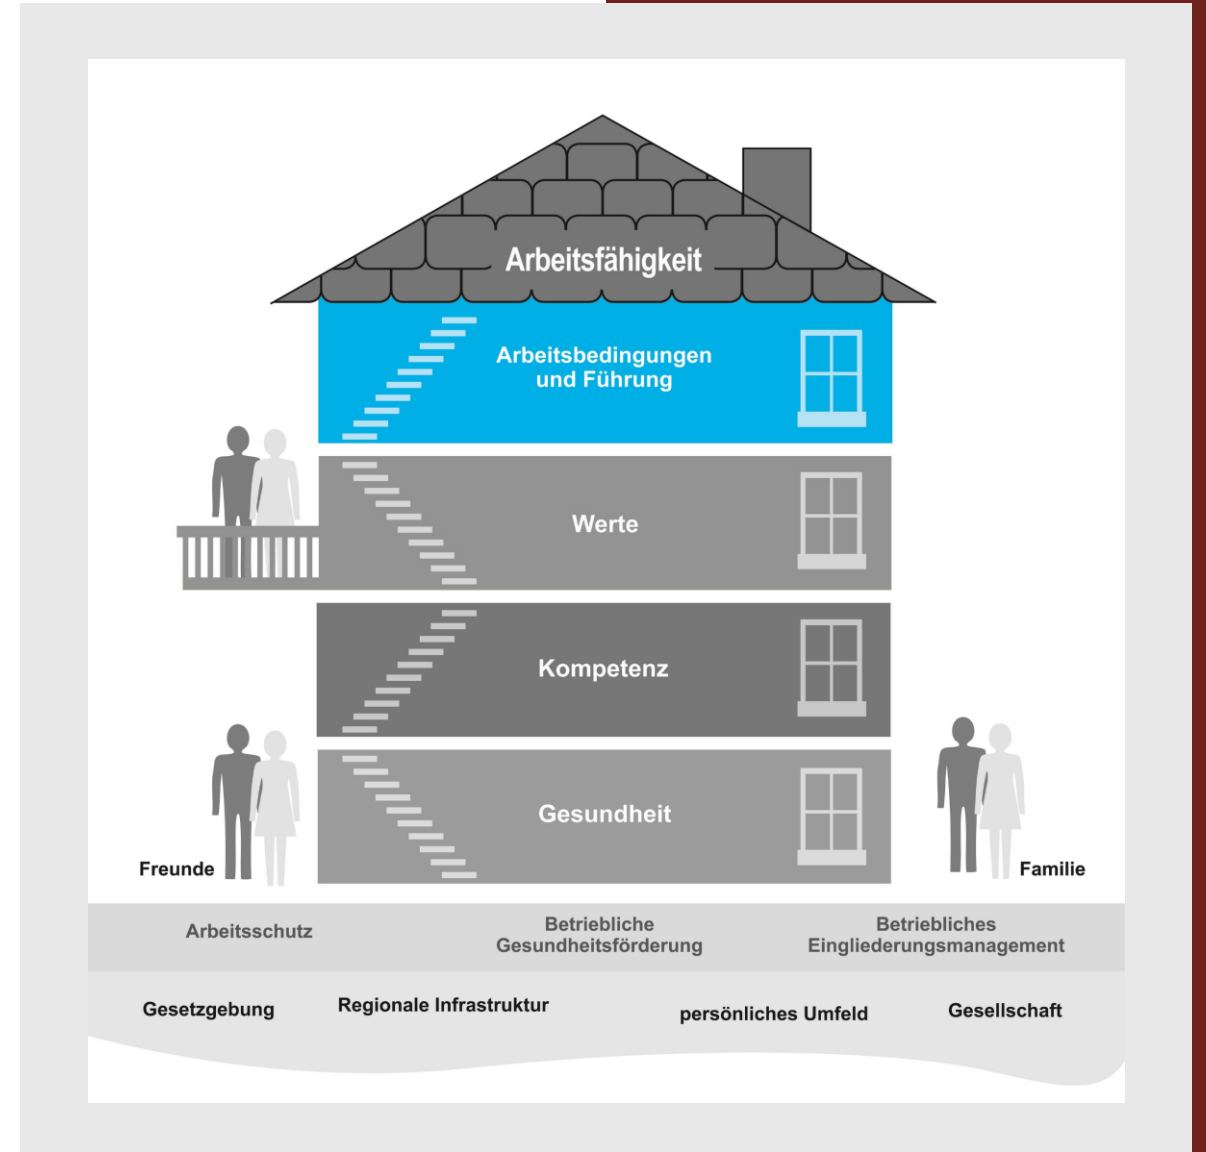 Arbeitsfähigkeit
Arbeitsbedingungen
und Führung
Werte
Kompetenz
Gesundheit
Freunde
Familie
Arbeitsschutz
Betriebliche
Gesundheitsförderung
Betriebliches
Eingliederungsmanagement
Gesetzgebung
Regionale Infrastruktur
persönliches Umfeld
Gesellschaft